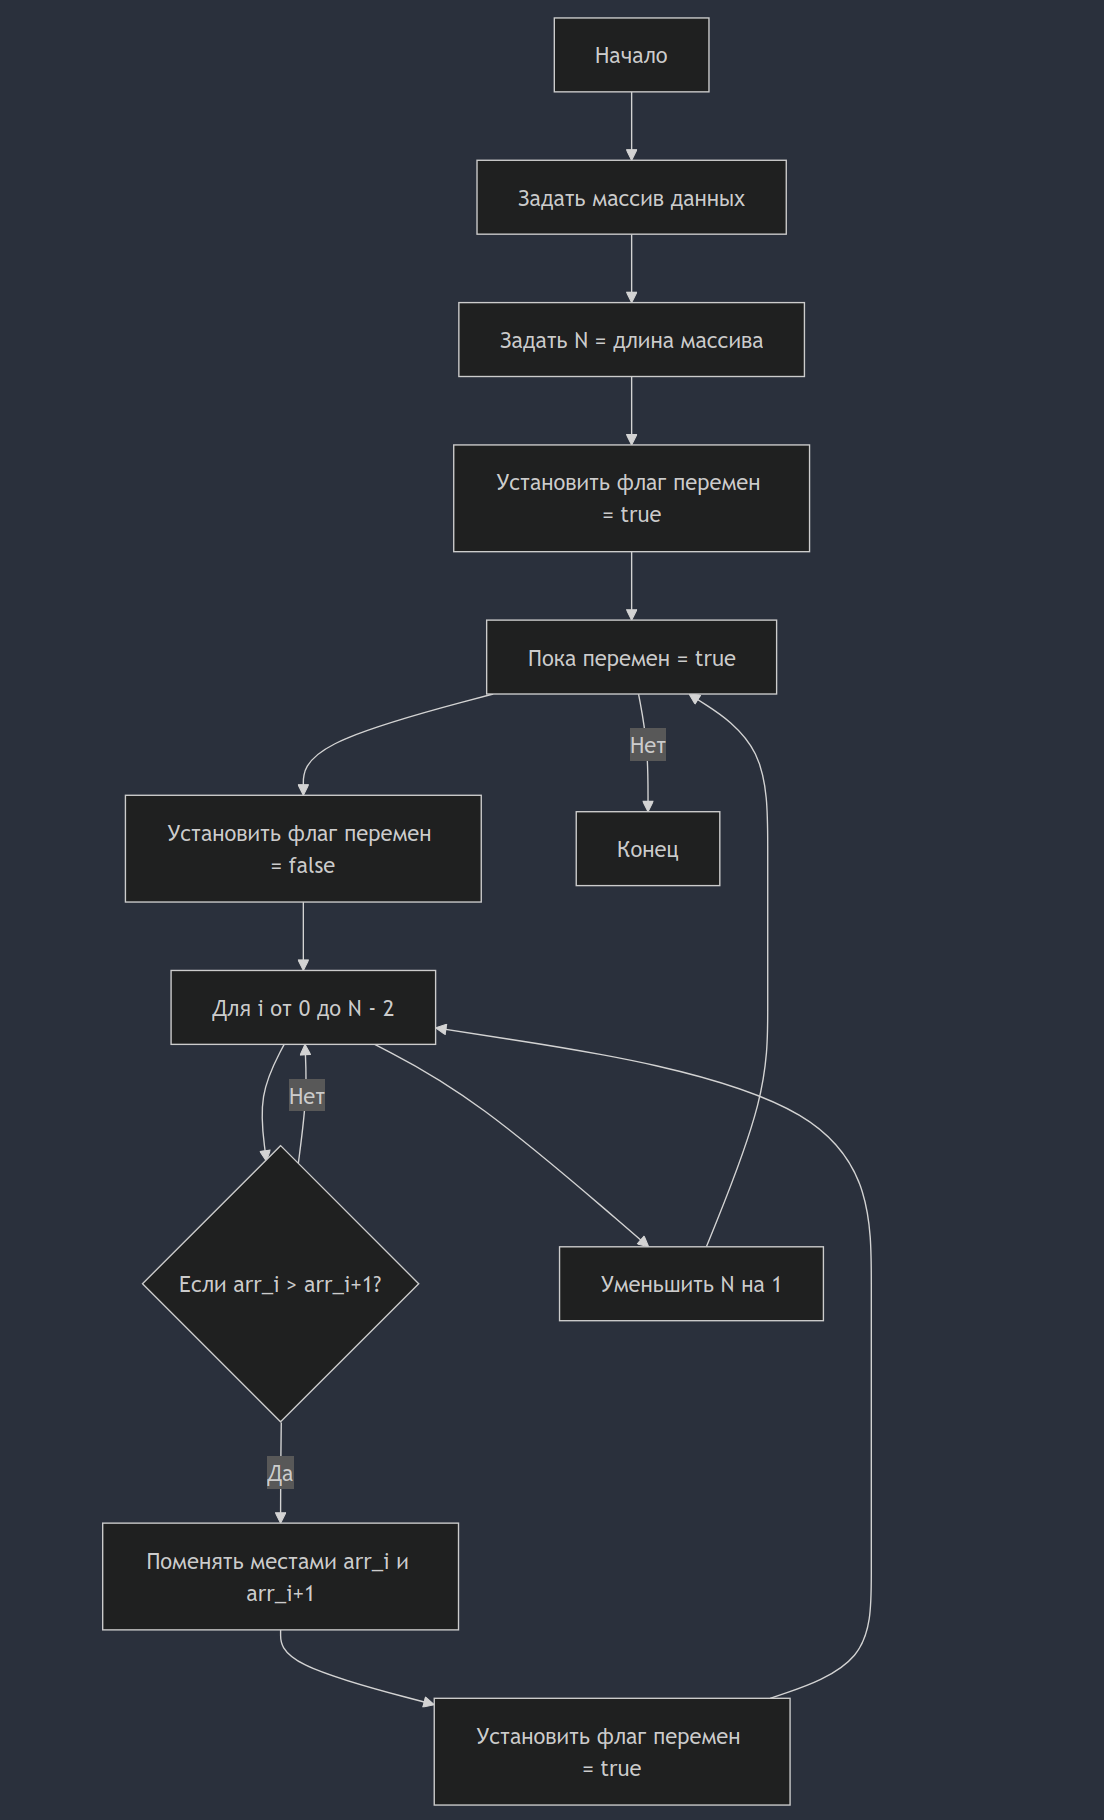 Начало
Задать массив данных
Задать N = длина массива
Установить флаг перемен
= true
Пока перемен = true
Нет
Установить флаг перемен
= false
Конец
Для i от 0 до N - 2
Нет
Если arr_i > arr_i+1?
Уменьшить N на 1
Да
Поменять местами arr_i и
arr_i+1
Установить флаг перемен
= true